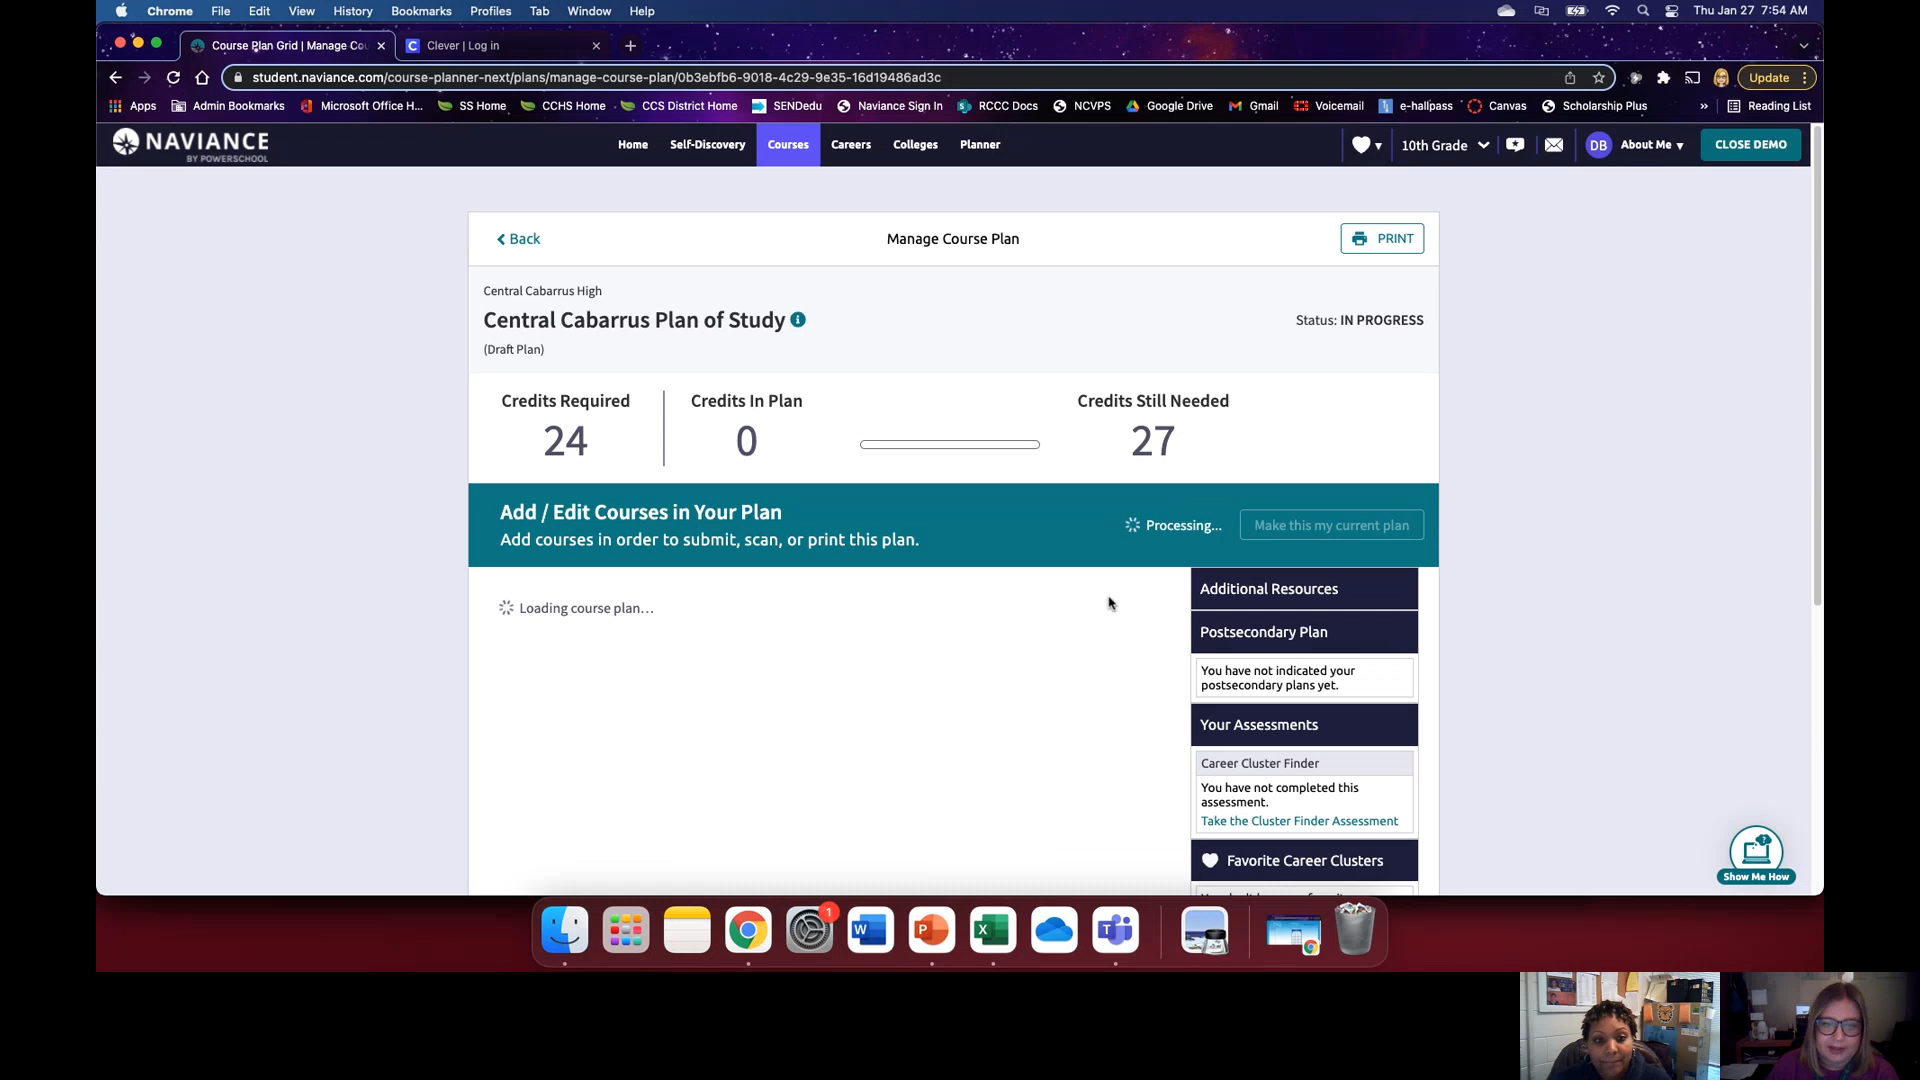 Chrome File Edit View History Bookmarks Profiles Tab Window Help Thu Jan 27 7:54 AM
Course Plan Grid | Manage Cou Clever | Log in
student.naviance.com/course-planner-next/plans/manage-course-plan/0b3ebfb6-9018-4c29-9e35-16d19486ad3c Update
Apps Admin Bookmarks Microsoft Office H... SS Home CCHS Home CCS District Home SENDedu Naviance Sign In RCCC Docs NCVPS Google Drive Gmail Voicemail e-hallpass Canvas Scholarship Plus » Reading List
NAVIANCE
BY POWERSCHOOL
Home Self-Discovery Courses Careers Colleges Planner 10th Grade DB About Me CLOSE DEMO
Back Manage Course Plan PRINT
Central Cabarrus High
Central Cabarrus Plan of Study
Status: IN PROGRESS
(Draft Plan)
Credits Required Credits In Plan Credits Still Needed
24 0 27
Add / Edit Courses in Your Plan
Add courses in order to submit, scan, or print this plan.
Processing... Make this my current plan
Loading course plan...
Additional Resources
Postsecondary Plan
You have not indicated your
postsecondary plans yet.
Your Assessments
Career Cluster Finder
You have not completed this
assessment.
Take the Cluster Finder Assessment
Favorite Career Clusters
Show Me How
1
W P X T